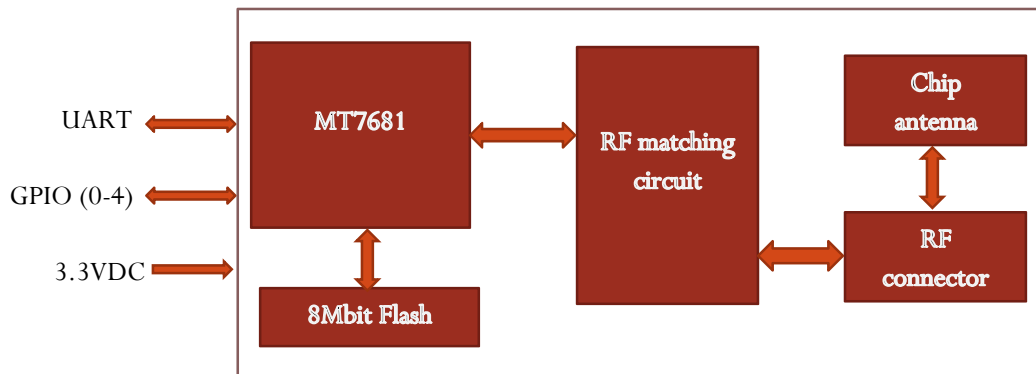 UART
GPIO (0-4)
3.3VDC
MT7681
8Mbit Flash
RF matching
circuit
Chip
antenna
RF
connector